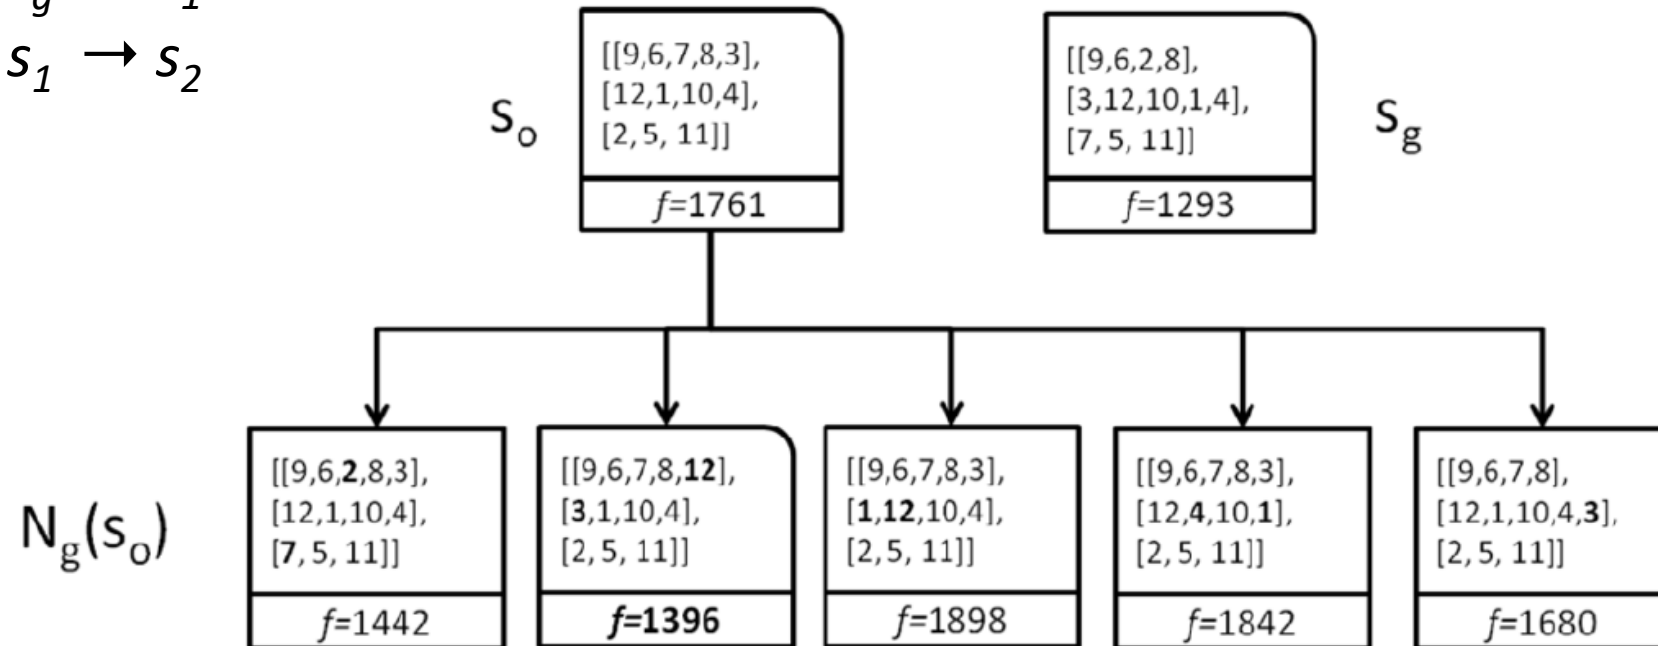 g 1
s1 → s2
so
[[9,6,7,8,3],
[12,1,10,4],
[2, 5, 11]]
f=1761
[[9,6,2,8],
[3,12,10,1,4],
[7, 5, 11]]
f=1293
sg
Ng(so)
[[9,6,2,8,3],
[12,1,10,4],
[7, 5, 11]]
f=1442
[[9,6,7,8,12],
[3,1,10,4],
[2, 5, 11]]
f=1396
[[9,6,7,8,3],
[1,12,10,4],
[2, 5, 11]]
f=1898
[[9,6,7,8,3],
[12,4,10,1],
[2, 5, 11]]
f=1842
[[9,6,7,8],
[12,1,10,4,3],
[2, 5, 11]]
f=1680